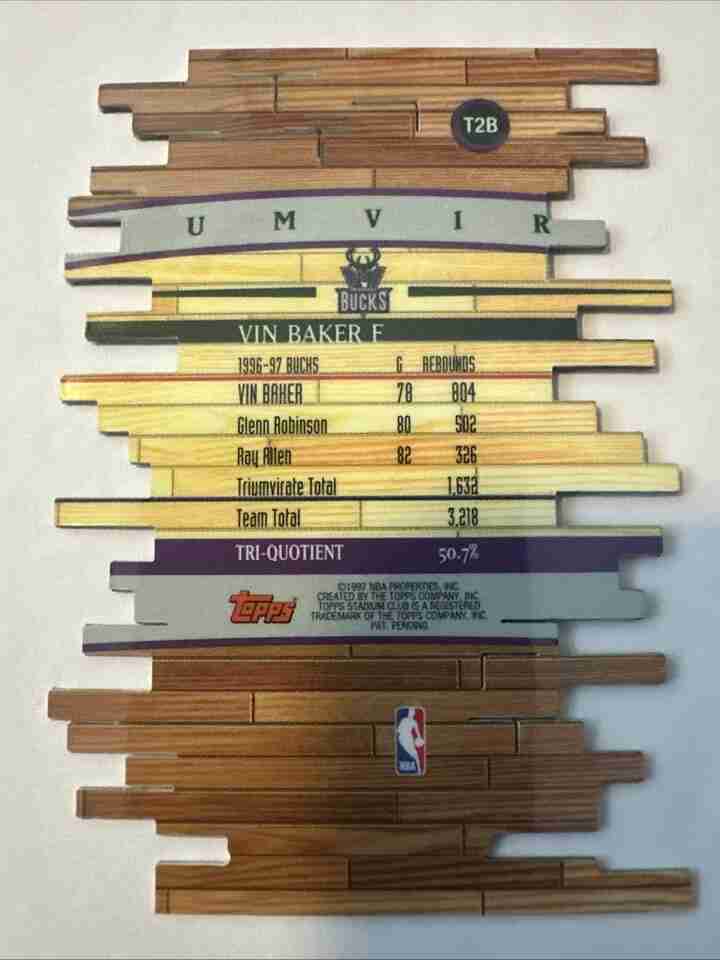 T2B
U M V I R
BUCKS
VIN BAKER F
1996-97 BUCKS G REBOUNDS
VIN BAKER 78 804
Glenn Robinson 80 502
Ray Allen 82 326
Triumvirate Total 1,632
Team Total 3,218
TRI-QUOTIENT 50.7%
TOPPS
©1997 NBA PROPERTIES, INC.
CREATED BY THE TOPPS COMPANY, INC.
TOPPS STADIUM CLUB IS A REGISTERED
TRADEMARK OF THE TOPPS COMPANY, INC.
PAT. PENDING
NBA